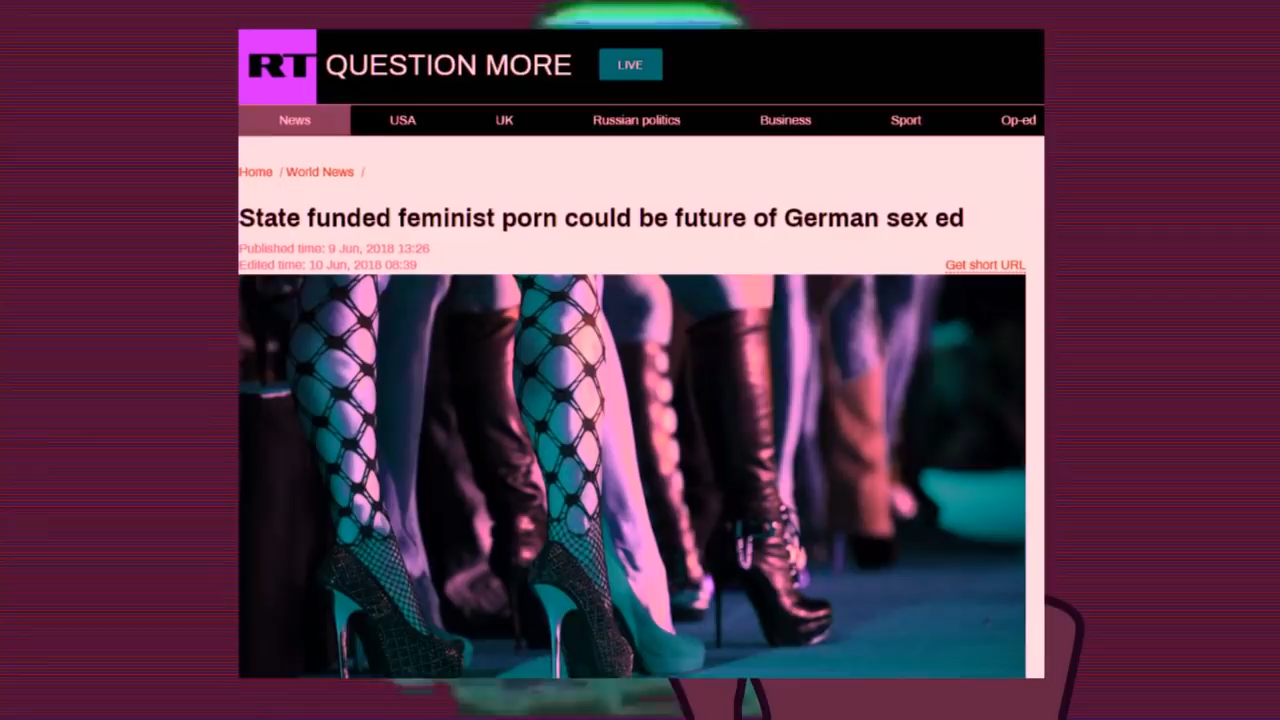 RT QUESTION MORE LIVE
News USA UK Russian politics Business Sport Op-ed
Home / World News /
State funded feminist porn could be future of German sex ed
Published time: 9 Jun, 2018 13:26
Edited time: 10 Jun, 2018 08:39
Get short URL